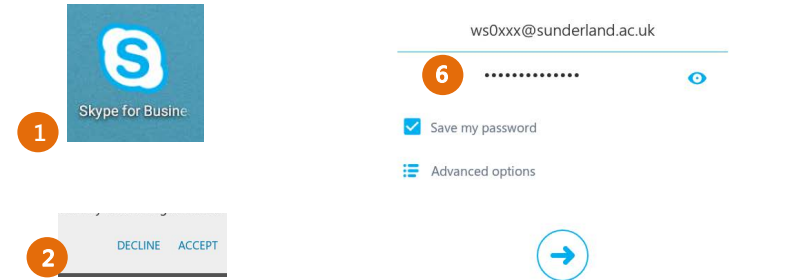 Skype for Busine
1
DECLINE ACCEPT
2
ws0xxx@sunderland.ac.uk
6 ••••••••••••••
Save my password
Advanced options